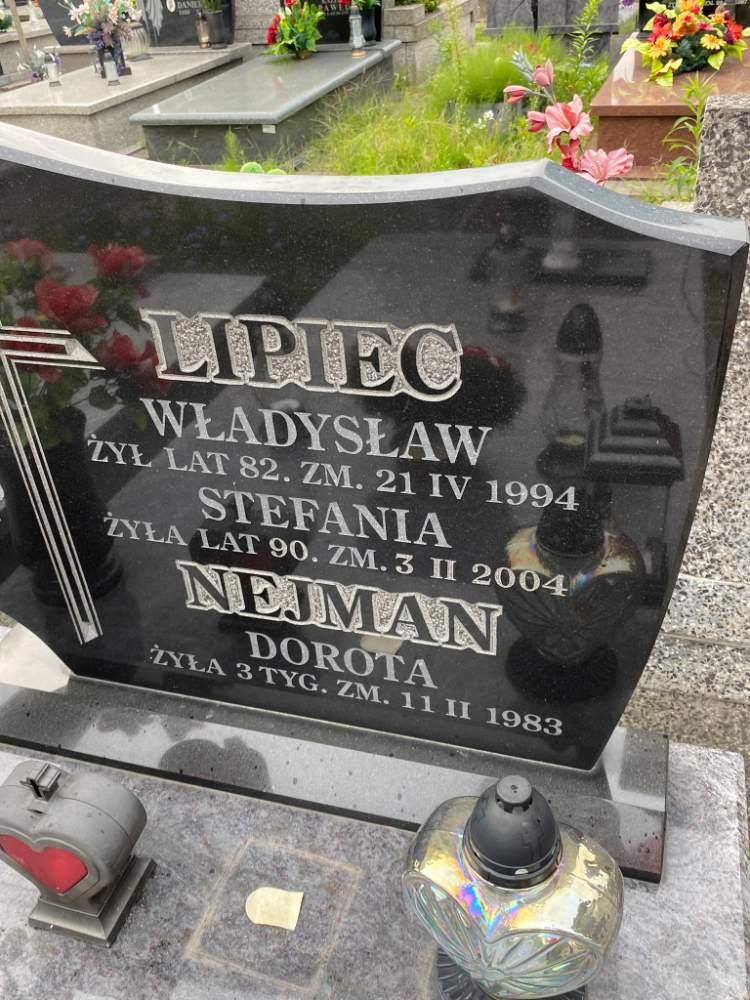 DANIEL
LIPIEC
WŁADYSŁAW
ŻYŁ LAT 82. ZM. 21 IV 1994
STEFANIA
ŻYŁA LAT 90. ZM. 3 II 2004
NEJMAN
DOROTA
ŻYŁA 3 TYG. ZM. 11 II 1983